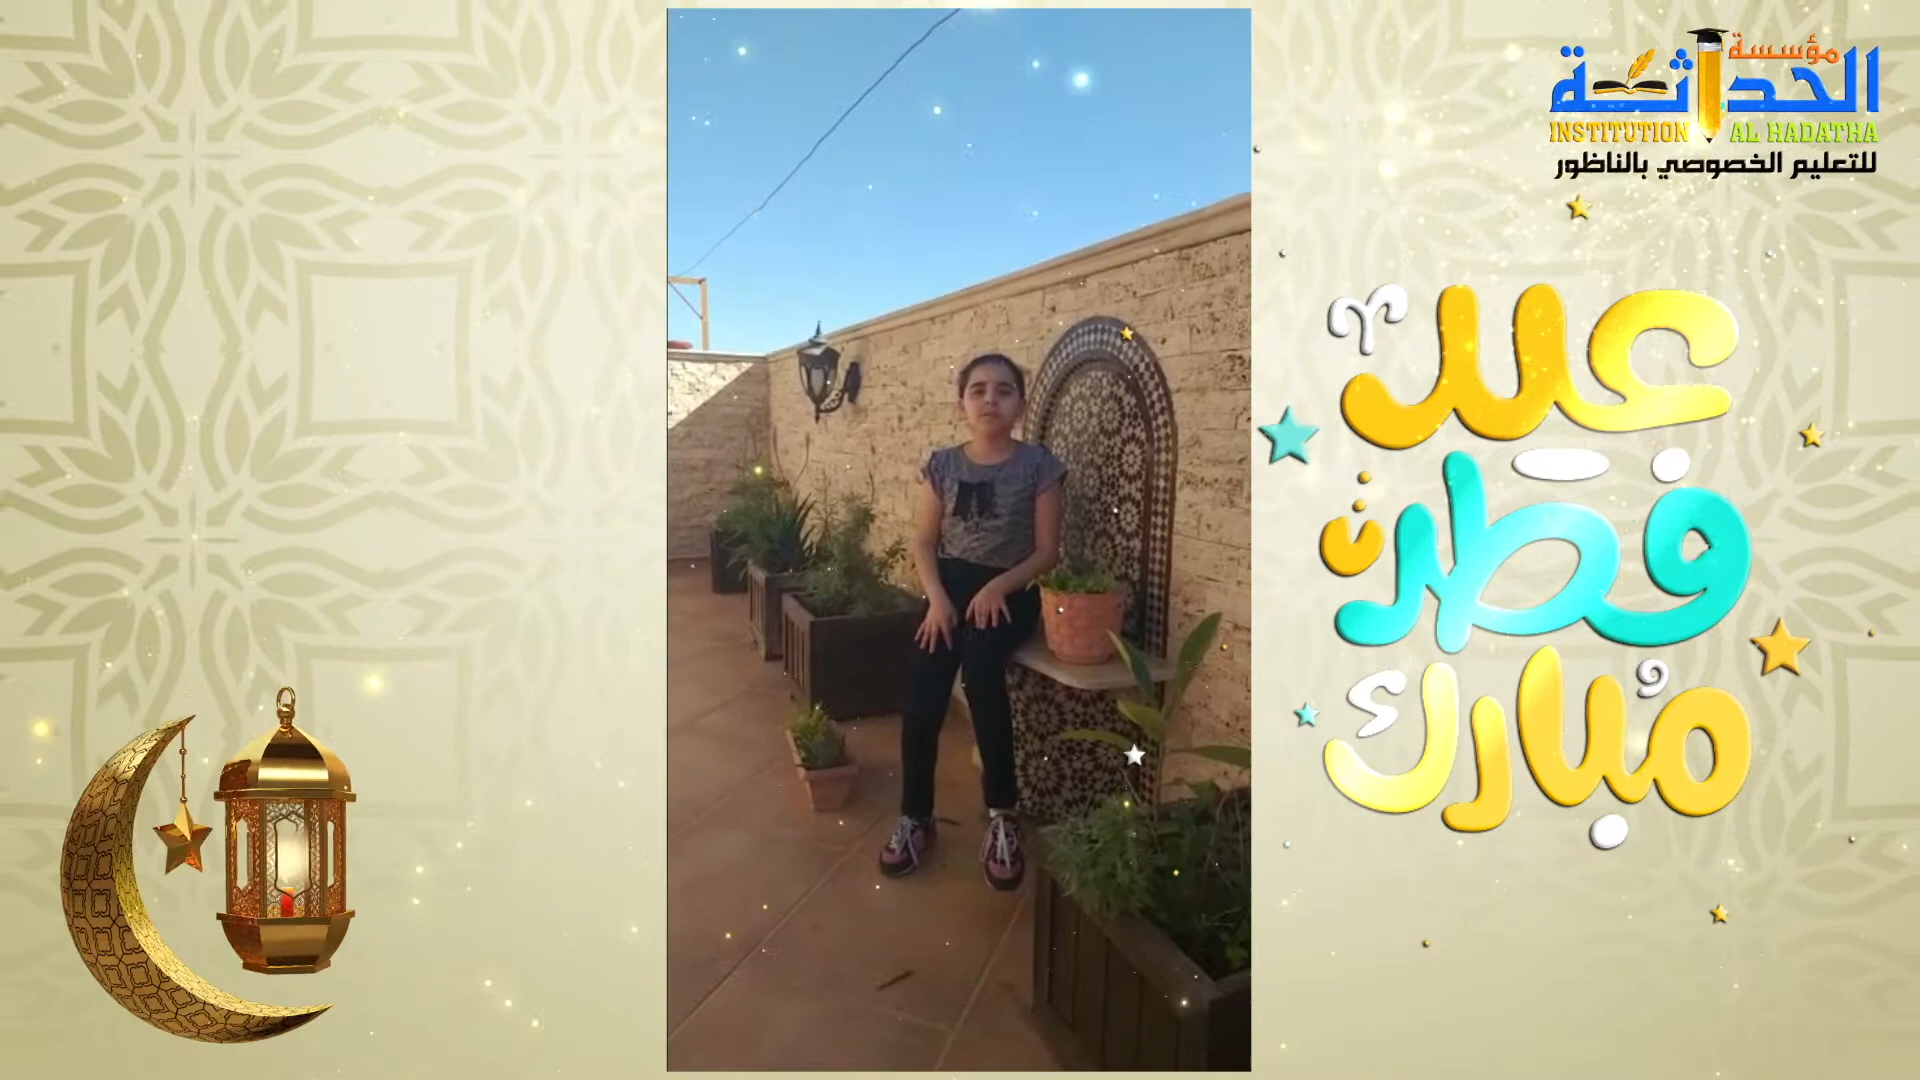 مؤسسة
الحداثة
INSTITUTION AL HADATHA
للتعليم الخصوصي بالناظور
عيد
فطر
مبارك